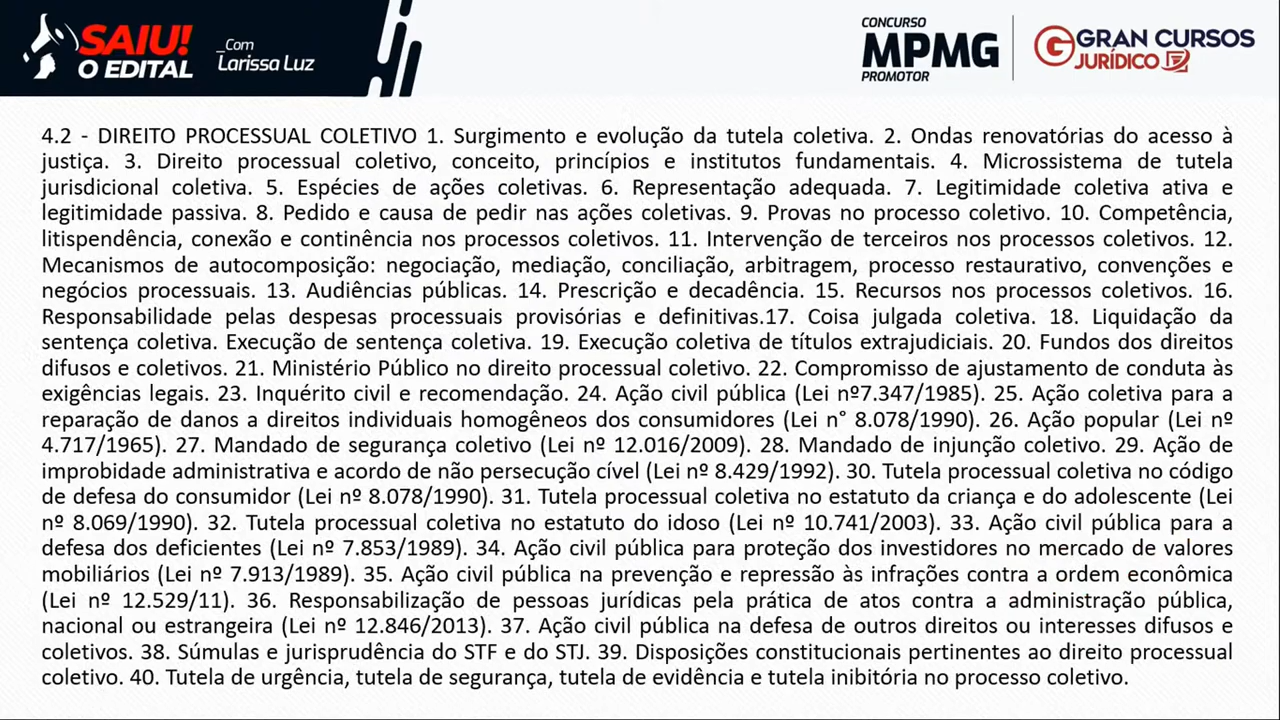 SAIU!
O EDITAL
_Com
Larissa Luz
CONCURSO
MPMG
PROMOTOR
GRAN CURSOS
JURÍDICO
4.2 - DIREITO PROCESSUAL COLETIVO 1. Surgimento e evolução da tutela coletiva. 2. Ondas renovatórias do acesso à
justiça. 3. Direito processual coletivo, conceito, princípios e institutos fundamentais. 4. Microssistema de tutela
jurisdicional coletiva. 5. Espécies de ações coletivas. 6. Representação adequada. 7. Legitimidade coletiva ativa e
legitimidade passiva. 8. Pedido e causa de pedir nas ações coletivas. 9. Provas no processo coletivo. 10. Competência,
litispendência, conexão e continência nos processos coletivos. 11. Intervenção de terceiros nos processos coletivos. 12.
Mecanismos de autocomposição: negociação, mediação, conciliação, arbitragem, processo restaurativo, convenções e
negócios processuais. 13. Audiências públicas. 14. Prescrição e decadência. 15. Recursos nos processos coletivos. 16.
Responsabilidade pelas despesas processuais provisórias e definitivas.17. Coisa julgada coletiva. 18. Liquidação da
sentença coletiva. Execução de sentença coletiva. 19. Execução coletiva de títulos extrajudiciais. 20. Fundos dos direitos
difusos e coletivos. 21. Ministério Público no direito processual coletivo. 22. Compromisso de ajustamento de conduta às
exigências legais. 23. Inquérito civil e recomendação. 24. Ação civil pública (Lei nº7.347/1985). 25. Ação coletiva para a
reparação de danos a direitos individuais homogêneos dos consumidores (Lei n° 8.078/1990). 26. Ação popular (Lei nº
4.717/1965). 27. Mandado de segurança coletivo (Lei nº 12.016/2009). 28. Mandado de injunção coletivo. 29. Ação de
improbidade administrativa e acordo de não persecução cível (Lei nº 8.429/1992). 30. Tutela processual coletiva no código
de defesa do consumidor (Lei nº 8.078/1990). 31. Tutela processual coletiva no estatuto da criança e do adolescente (Lei
nº 8.069/1990). 32. Tutela processual coletiva no estatuto do idoso (Lei nº 10.741/2003). 33. Ação civil pública para a
defesa dos deficientes (Lei nº 7.853/1989). 34. Ação civil pública para proteção dos investidores no mercado de valores
mobiliários (Lei nº 7.913/1989). 35. Ação civil pública na prevenção e repressão às infrações contra a ordem econômica
(Lei nº 12.529/11). 36. Responsabilização de pessoas jurídicas pela prática de atos contra a administração pública,
nacional ou estrangeira (Lei nº 12.846/2013). 37. Ação civil pública na defesa de outros direitos ou interesses difusos e
coletivos. 38. Súmulas e jurisprudência do STF e do STJ. 39. Disposições constitucionais pertinentes ao direito processual
coletivo. 40. Tutela de urgência, tutela de segurança, tutela de evidência e tutela inibitória no processo coletivo.